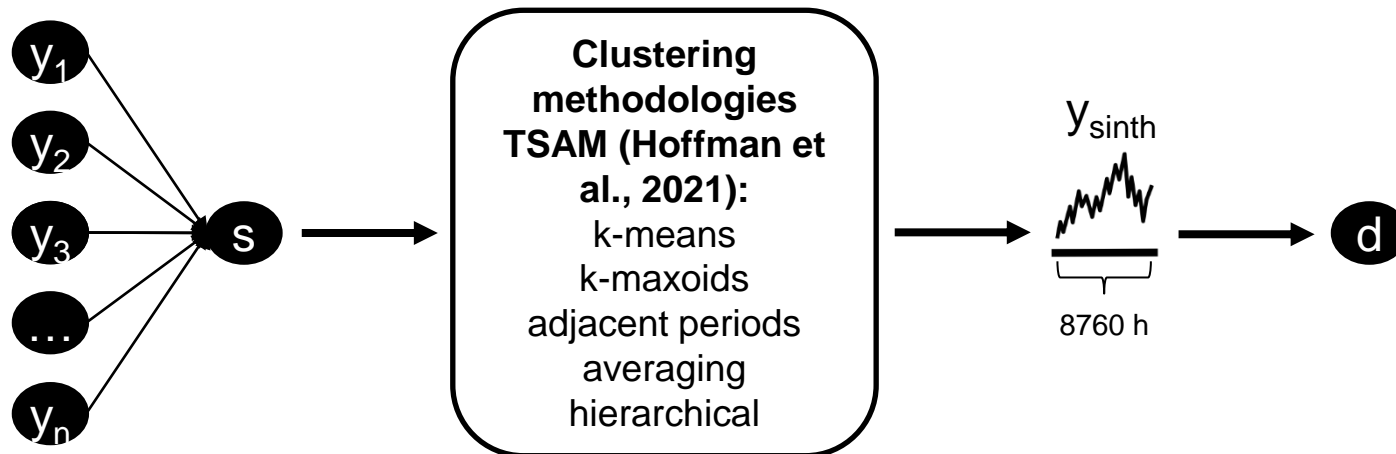 y1
y2
y3
...
yn
s
Clustering
methodologies
TSAM (Hoffman et
al., 2021):
k-means
k-maxoids
adjacent periods
averaging
hierarchical
ysinth
8760 h
d